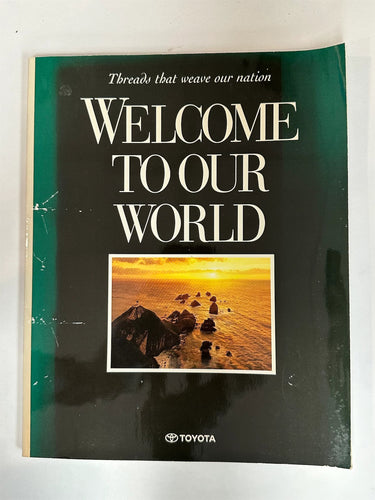 Threads that weave our nation
WELCOME
TO OUR
WORLD
TOYOTA